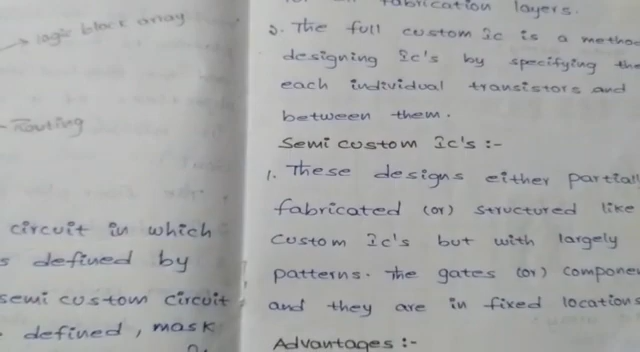 logic block array
Routing
circuit in which
s defined by
semi custom circuit
defined, mask
fabrication layers.
2. The full custom Ic is a metho
designing Ic's by specifying the
each individual transistors and
between them.
Semi custom Ic's :-
1. These designs either partiall
fabricated (or) structured like
custom Ic's but with largely
patterns. The gates (or) compone
and they are in fixed locations
Advantages :-